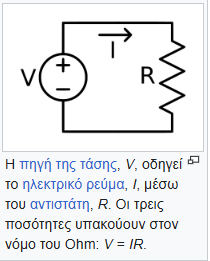 I
V
+
−
R
Η πηγή της τάσης, V, οδηγεί
το ηλεκτρικό ρεύμα, I, μέσω
του αντιστάτη, R. Οι τρεις
ποσότητες υπακούουν στον
νόμο του Ohm: V = IR.